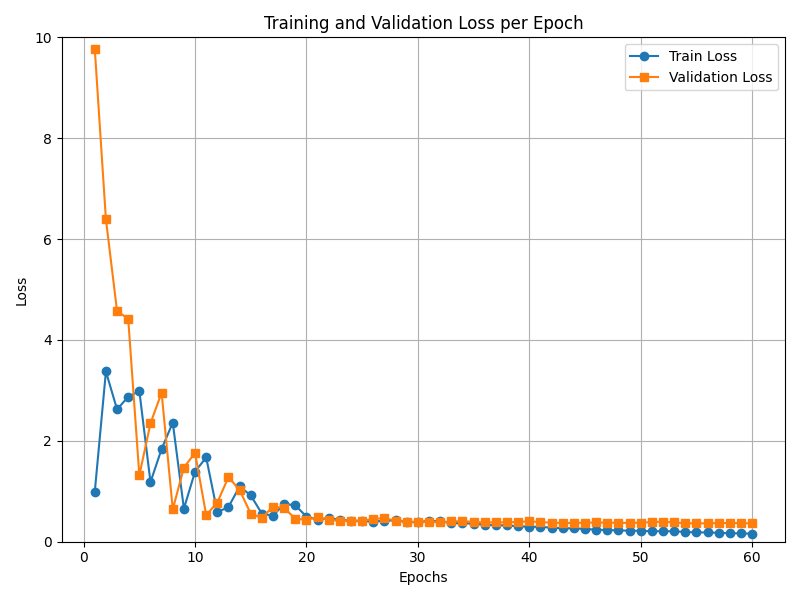 Training and Validation Loss per Epoch
10
8
6
4
2
0
Loss
Train Loss
Validation Loss
0 10 20 30 40 50 60
Epochs